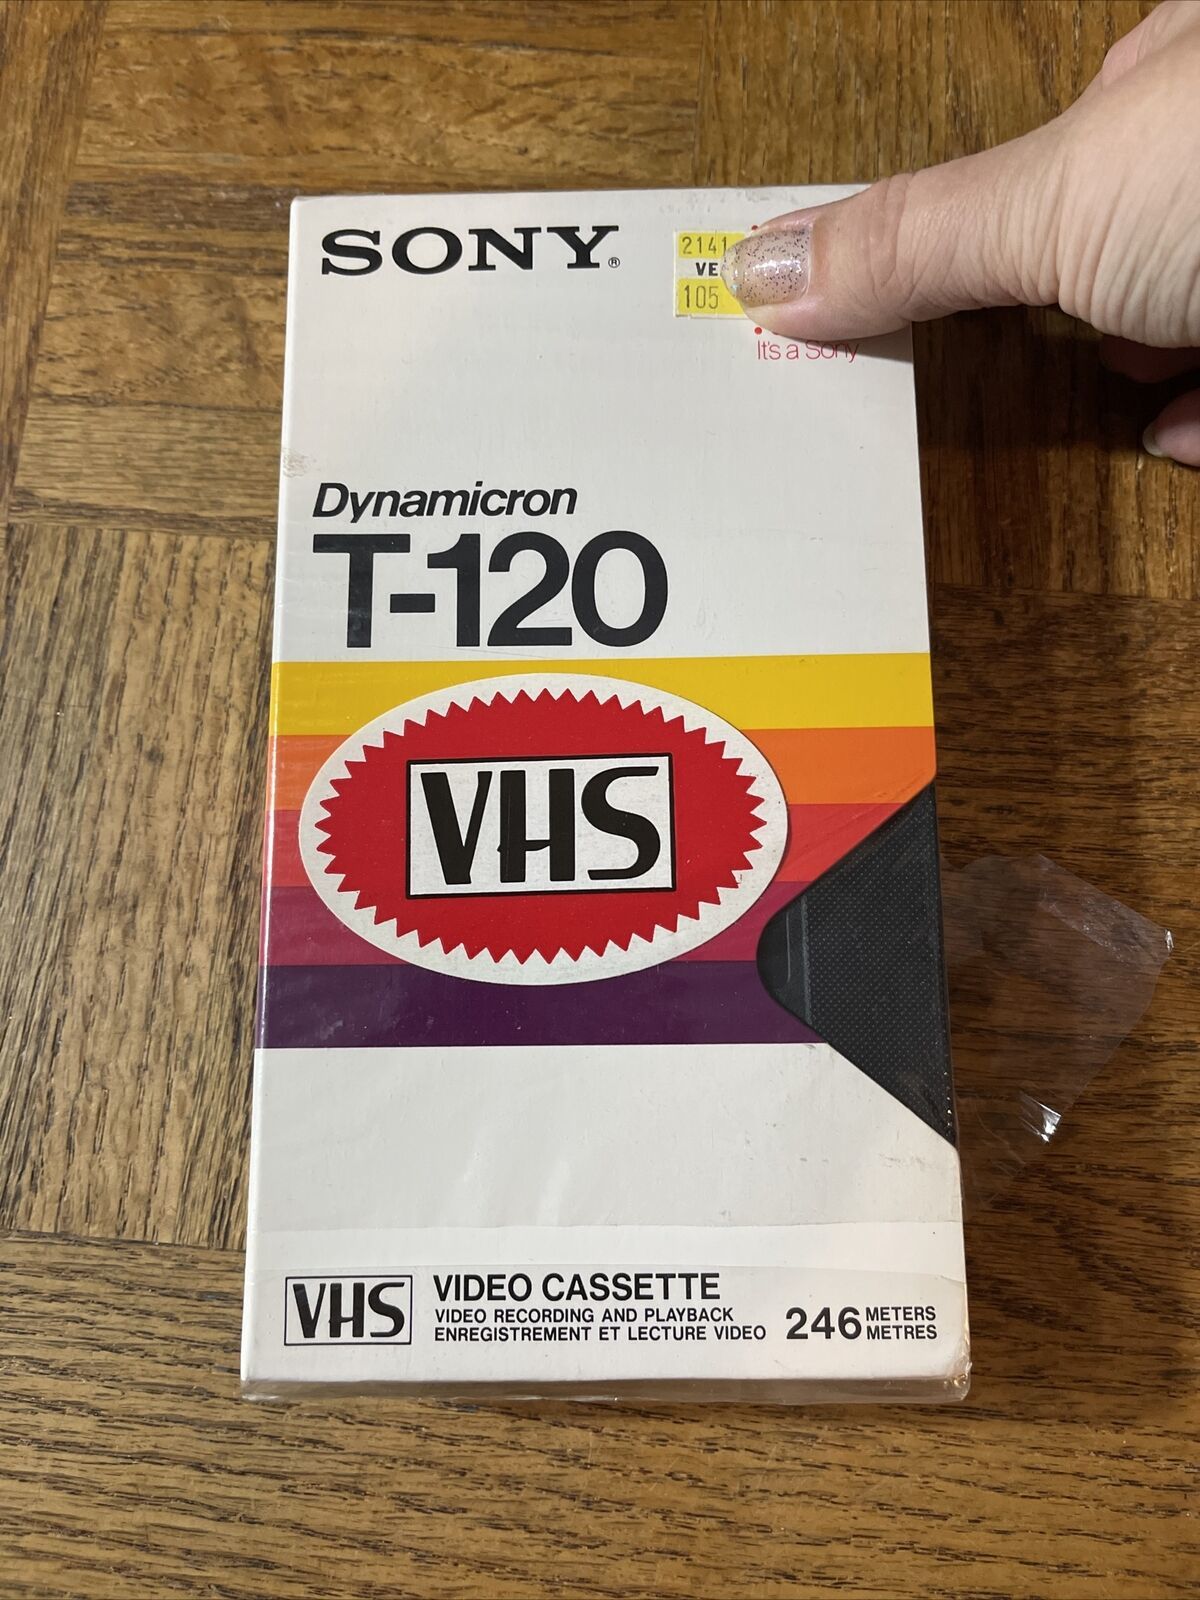 SONY®
2141
VE
105
It's a Sony
Dynamicron
T-120
VHS
VHS
VIDEO CASSETTE
VIDEO RECORDING AND PLAYBACK
ENREGISTREMENT ET LECTURE VIDEO
246 METERS
METRES